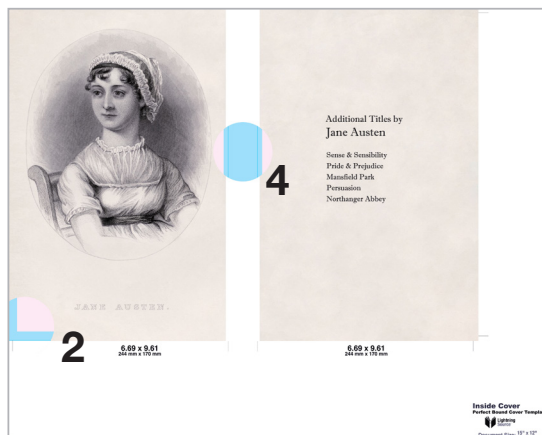 Additional Titles by
Jane Austen
Sense & Sensibility
Pride & Prejudice
Mansfield Park
Persuasion
Northanger Abbey
4
JANE AUSTEN.
2
6.69 x 9.61
244 mm x 170 mm
6.69 x 9.61
244 mm x 170 mm
Inside Cover
Perfect Bound Cover Templa
Lightning
Source
Document Size: 15" x 12"